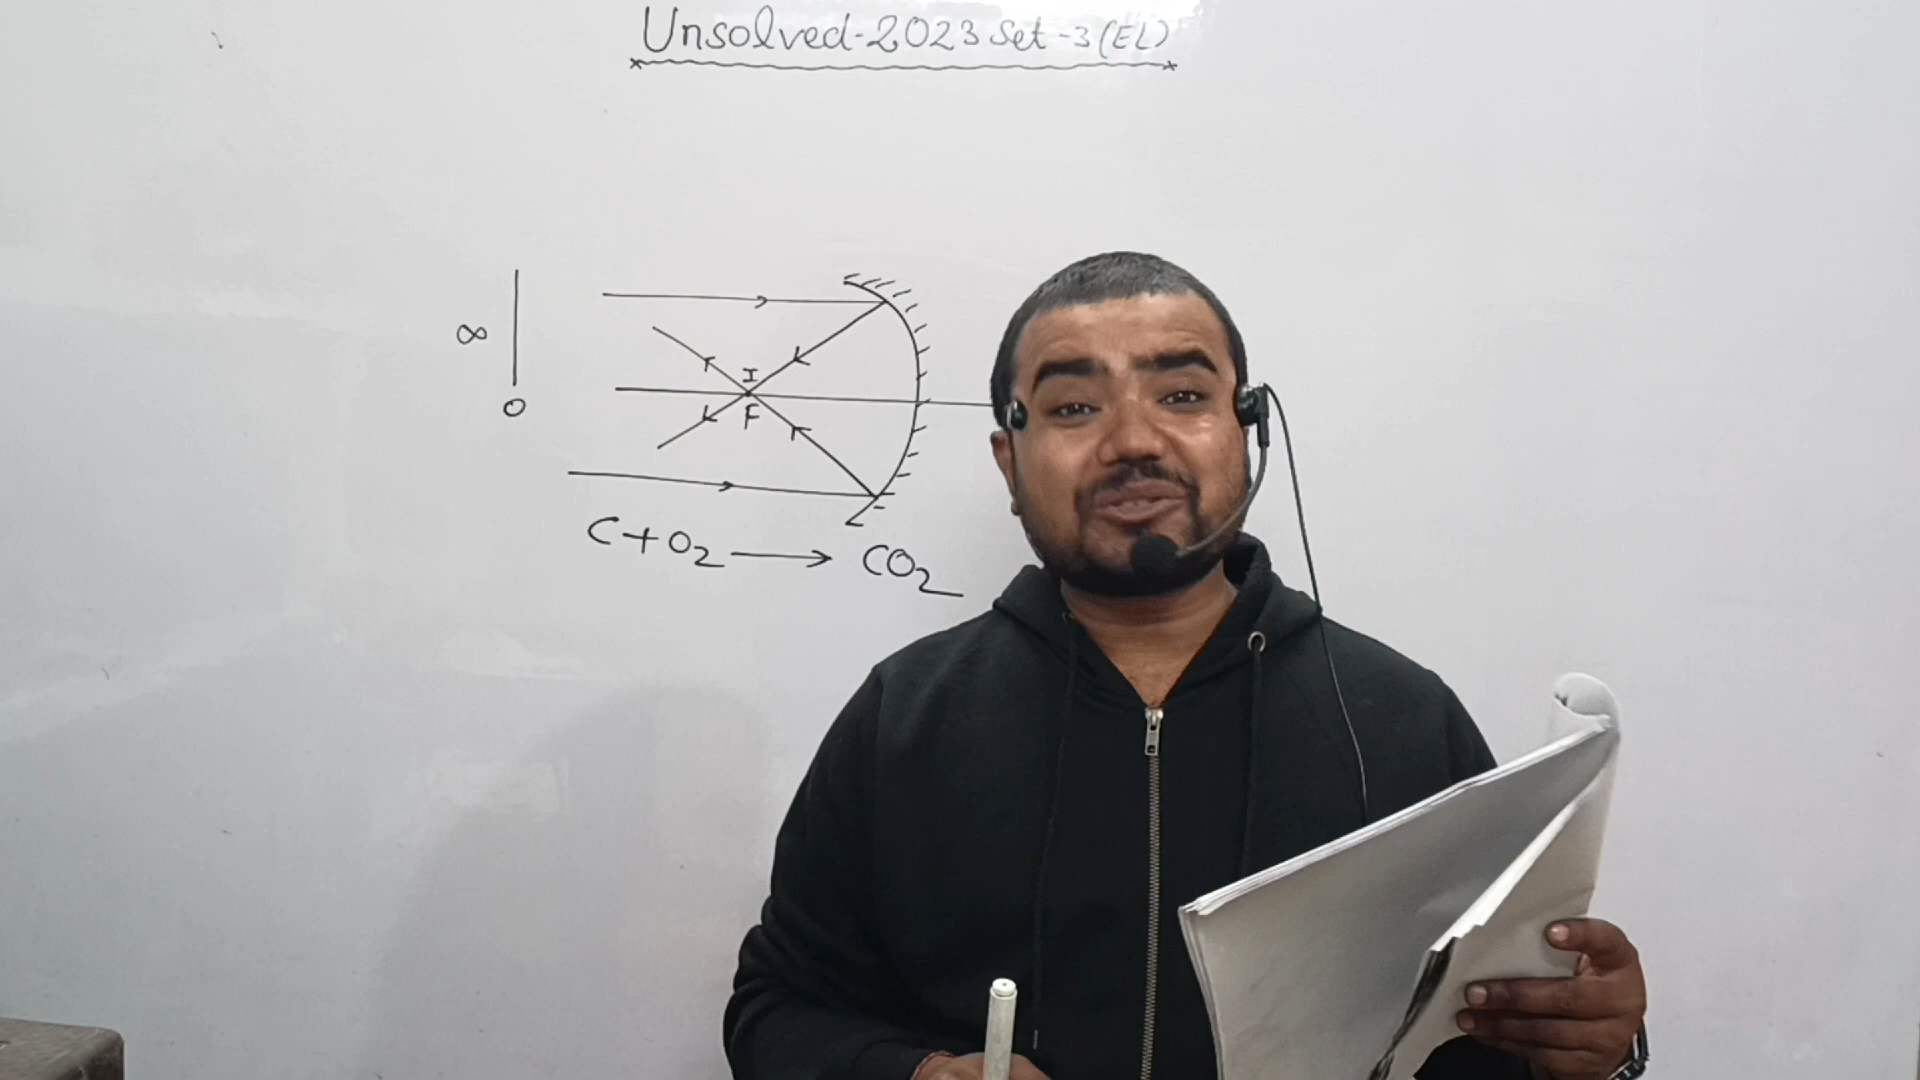 Unsolved-2023 Set-3(EL)
∞
O
I
F
C+O₂ → CO₂